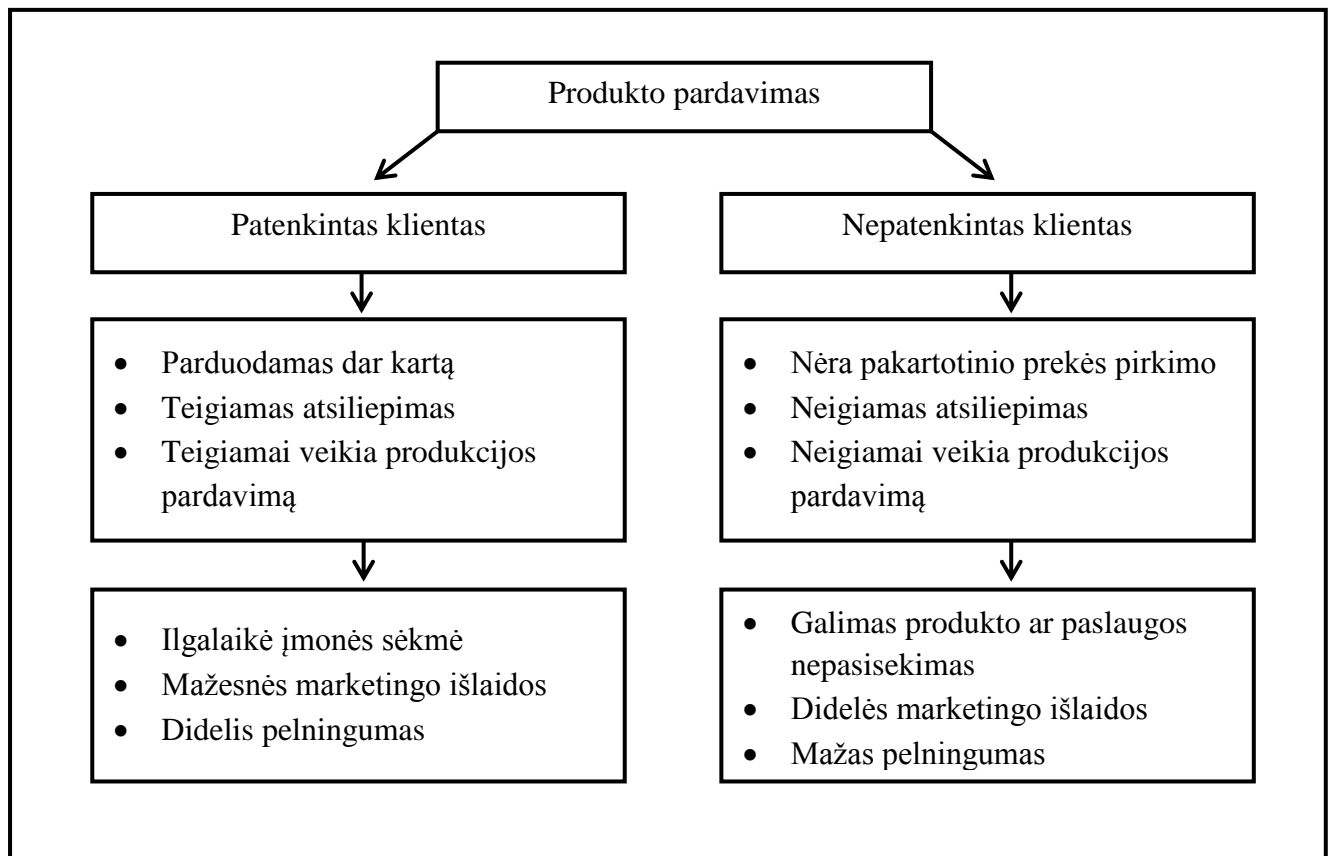 Produkto pardavimas
Patenkintas klientas
Nepatenkintas klientas
• Parduodamas dar kartą
• Teigiamas atsiliepimas
• Teigiamai veikia produkcijos
pardavimą
• Nėra pakartotinio prekės pirkimo
• Neigiamas atsiliepimas
• Neigiamai veikia produkcijos
pardavimą
• Ilgalaikė įmonės sėkmė
• Mažesnės marketingo išlaidos
• Didelis pelningumas
• Galimas produkto ar paslaugos
nepasisekimas
• Didelės marketingo išlaidos
• Mažas pelningumas